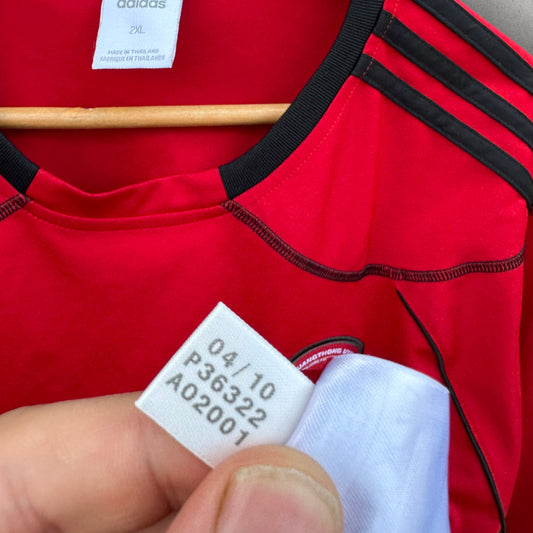 adidas
2XL
MADE IN THAILAND
FABRIQUÉ EN THAÏLANDE
04/10
P36322
A02001